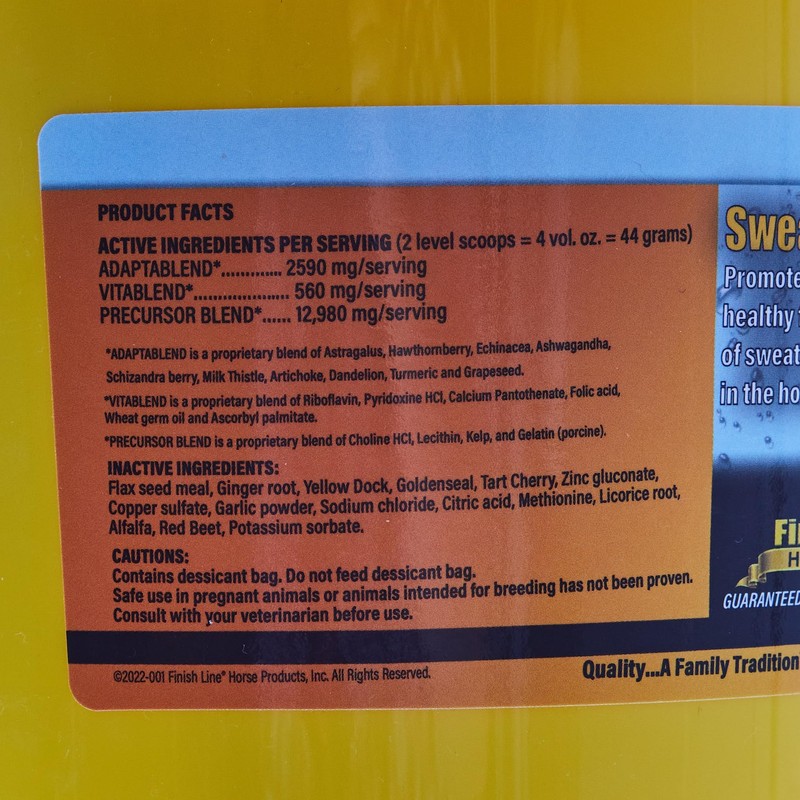 PRODUCT FACTS
ACTIVE INGREDIENTS PER SERVING (2 level scoops = 4 vol. oz. = 44 grams)
ADAPTABLEND*............. 2590 mg/serving
VITABLEND*..................... 560 mg/serving
PRECURSOR BLEND*...... 12,980 mg/serving
*ADAPTABLEND is a proprietary blend of Astragalus, Hawthornberry, Echinacea, Ashwagandha,
Schizandra berry, Milk Thistle, Artichoke, Dandelion, Turmeric and Grapeseed.
*VITABLEND is a proprietary blend of Riboflavin, Pyridoxine HCl, Calcium Pantothenate, Folic acid,
Wheat germ oil and Ascorbyl palmitate.
*PRECURSOR BLEND is a proprietary blend of Choline HCl, Lecithin, Kelp, and Gelatin (porcine).
INACTIVE INGREDIENTS:
Flax seed meal, Ginger root, Yellow Dock, Goldenseal, Tart Cherry, Zinc gluconate,
Copper sulfate, Garlic powder, Sodium chloride, Citric acid, Methionine, Licorice root,
Alfalfa, Red Beet, Potassium sorbate.
CAUTIONS:
Contains dessicant bag. Do not feed dessicant bag.
Safe use in pregnant animals or animals intended for breeding has not been proven.
Consult with your veterinarian before use.
©2022-001 Finish Line® Horse Products, Inc. All Rights Reserved.
Quality...A Family Tradition
Swea
Promote
healthy
of sweat
in the ho
Fi
H
GUARANTEED